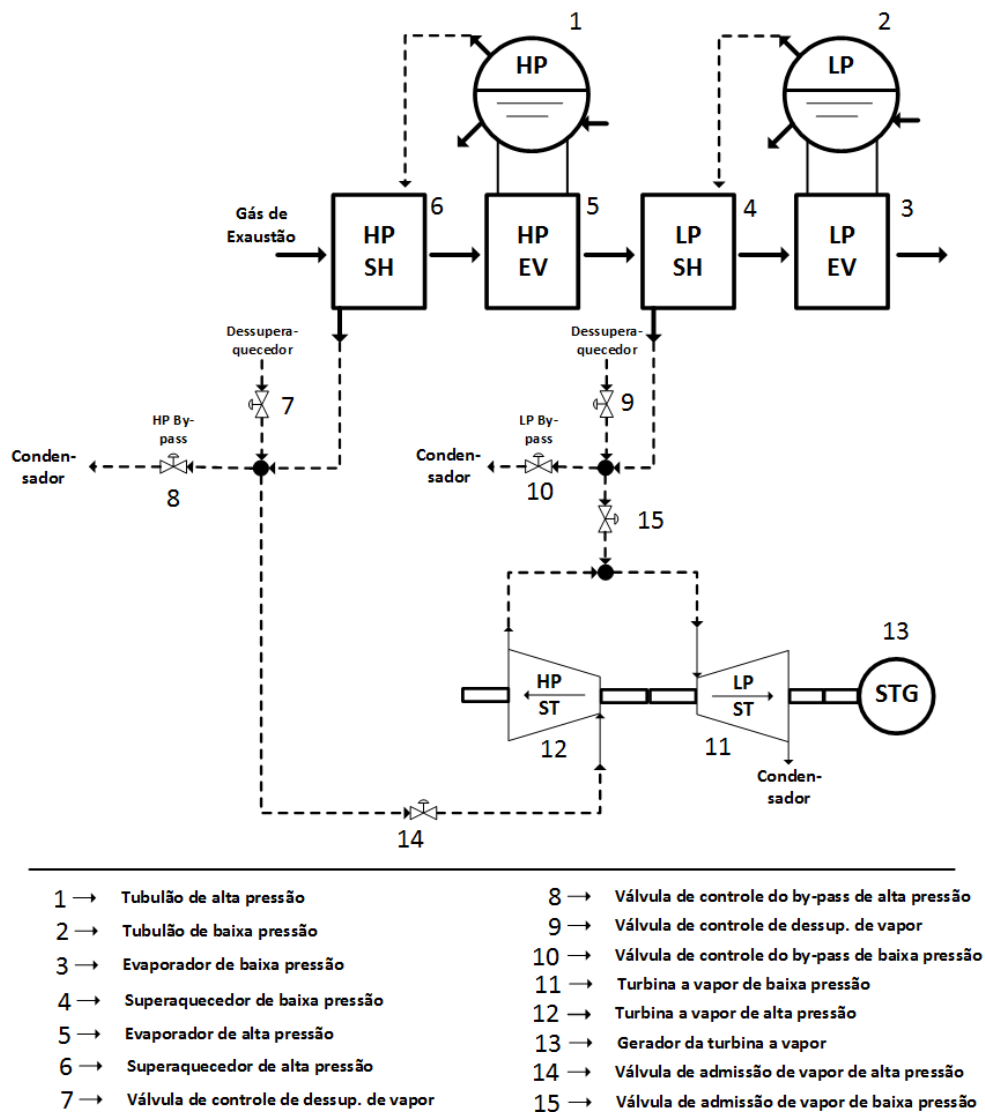 1
2
HP
LP
Gás de
Exaustão
6
5
4
3
HP
SH
HP
EV
LP
SH
LP
EV
Dessupera-
quecedor
7
HP By-
pass
Conden-
sador
8
Dessupera-
quecedor
9
LP By-
pass
Conden-
sador
10
15
13
HP
ST
LP
ST
STG
12
11
Conden-
sador
14
1 → Tubulão de alta pressão
2 → Tubulão de baixa pressão
3 → Evaporador de baixa pressão
4 → Superaquecedor de baixa pressão
5 → Evaporador de alta pressão
6 → Superaquecedor de alta pressão
7 → Válvula de controle de dessup. de vapor
8 → Válvula de controle do by-pass de alta pressão
9 → Válvula de controle de dessup. de vapor
10 → Válvula de controle do by-pass de baixa pressão
11 → Turbina a vapor de baixa pressão
12 → Turbina a vapor de alta pressão
13 → Gerador da turbina a vapor
14 → Válvula de admissão de vapor de alta pressão
15 → Válvula de admissão de vapor de baixa pressão